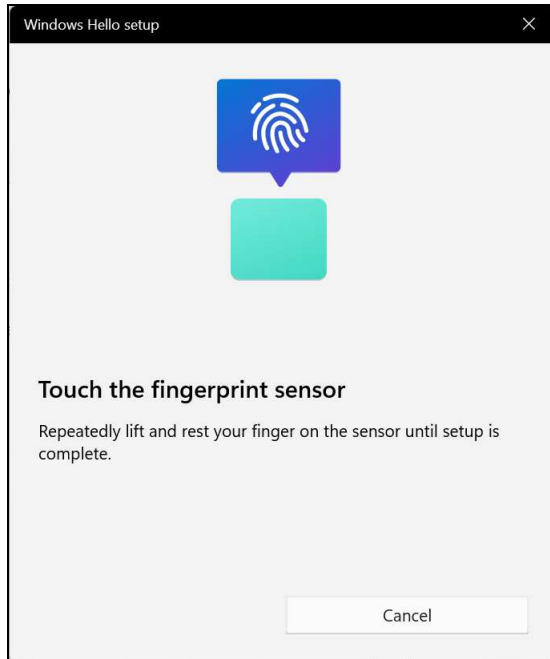 Windows Hello setup
Touch the fingerprint sensor
Repeatedly lift and rest your finger on the sensor until setup is
complete.
Cancel